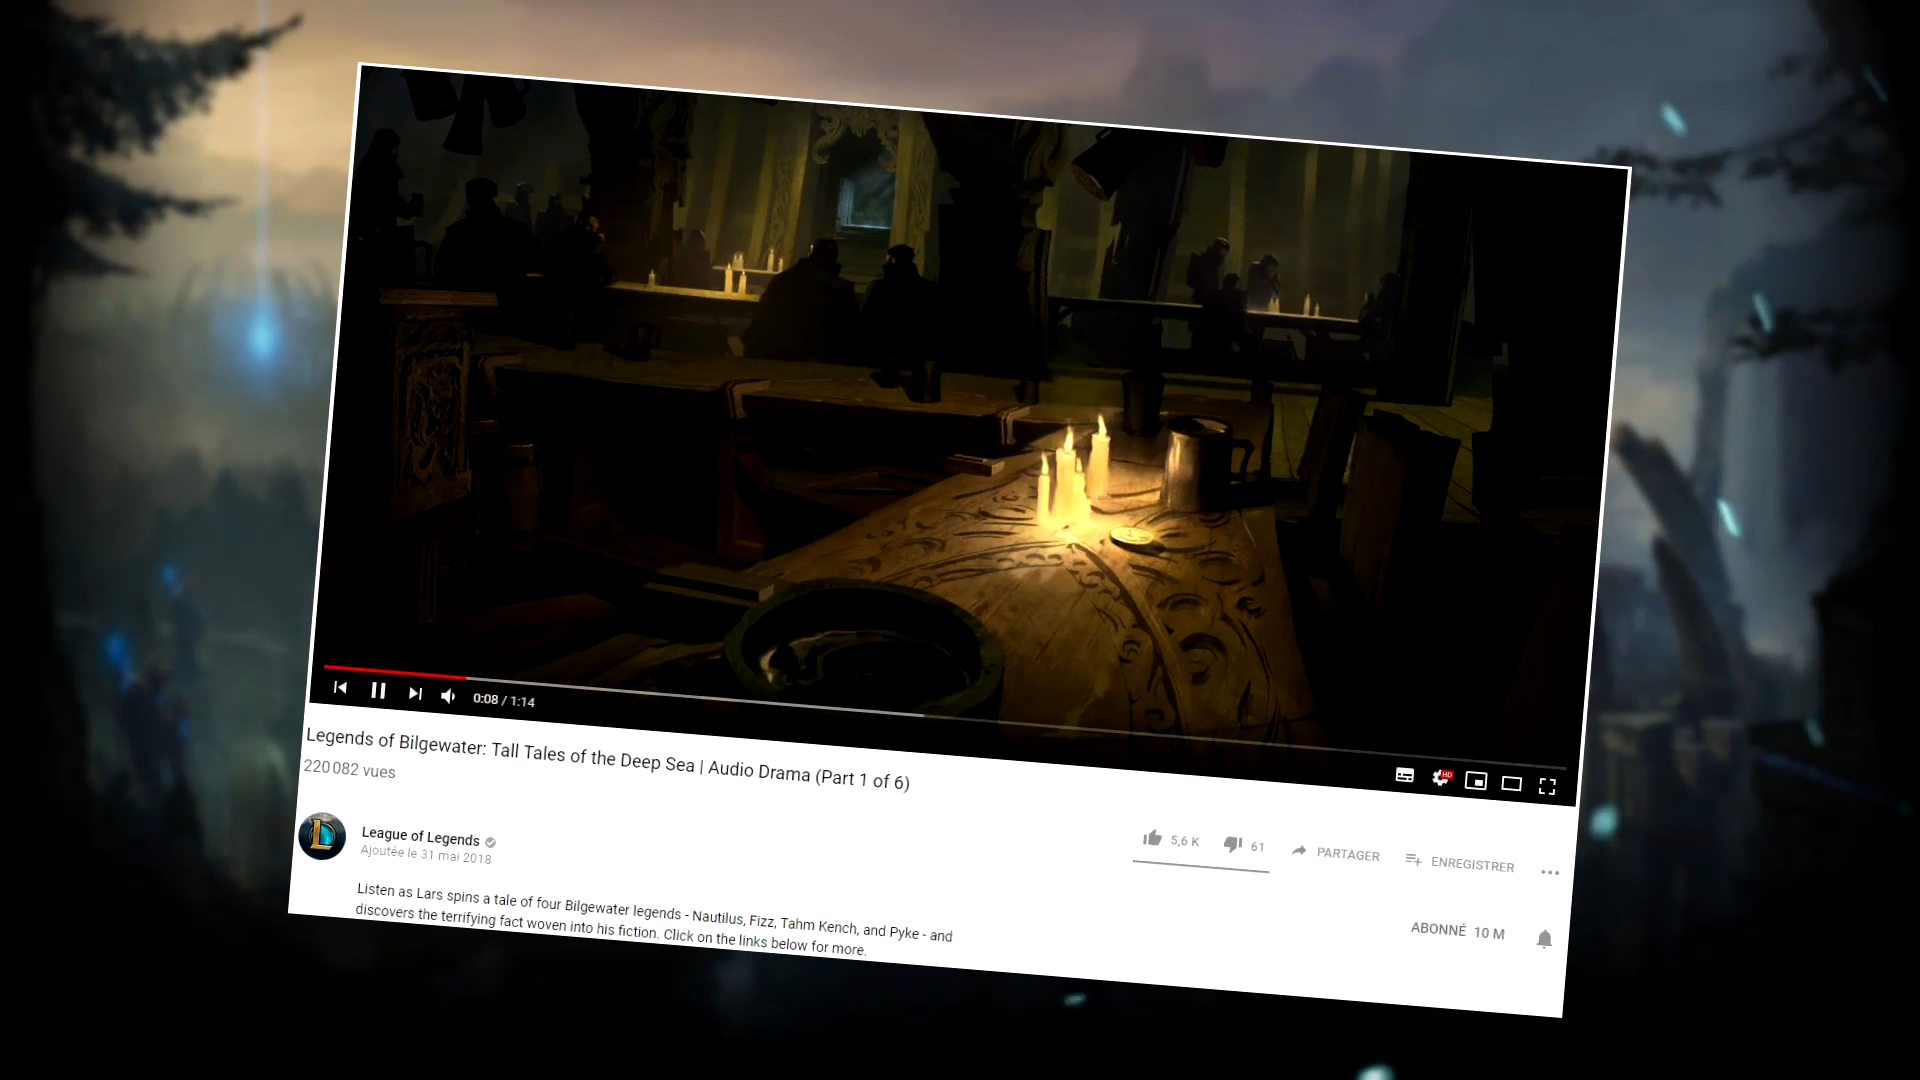 0:08 / 1:14
HD
Legends of Bilgewater: Tall Tales of the Deep Sea | Audio Drama (Part 1 of 6)
220 082 vues
5,6 K 61 PARTAGER ENREGISTRER
League of Legends
Ajoutée le 31 mai 2018
ABONNÉ 10 M
Listen as Lars spins a tale of four Bilgewater legends - Nautilus, Fizz, Tahm Kench, and Pyke - and
discovers the terrifying fact woven into his fiction. Click on the links below for more.